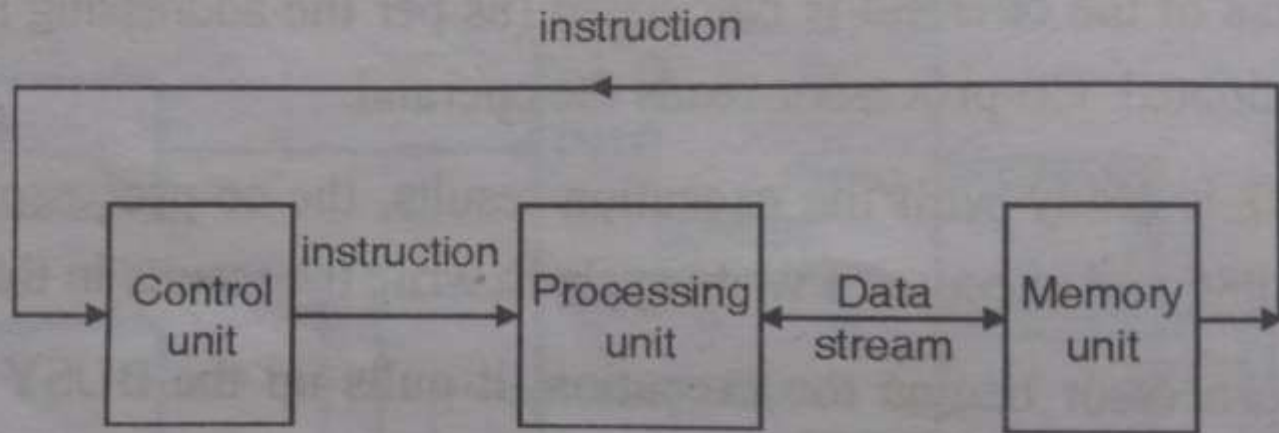 instruction
Control
unit
instruction
Processing
unit
Data
stream
Memory
unit